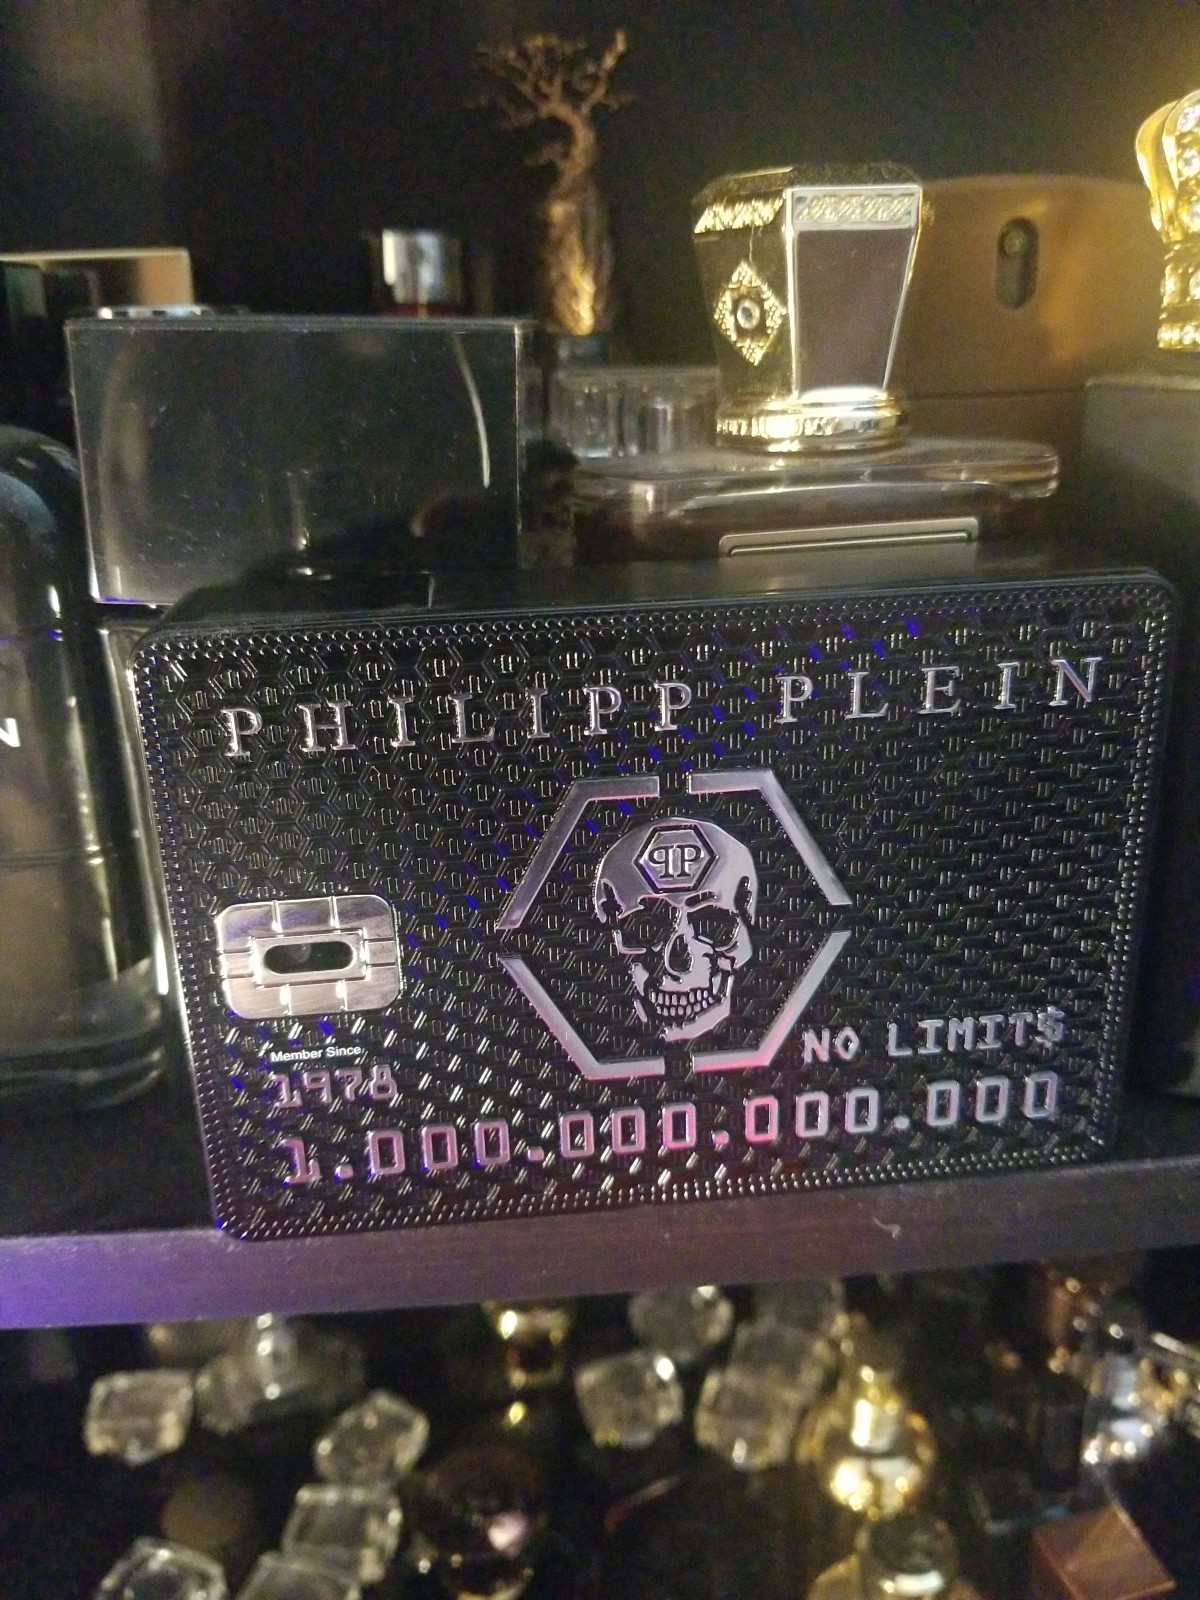 PHILIPP PLEIN
PP
NO LIMIT$
Member Since
1978
1.000.000.000.000
N